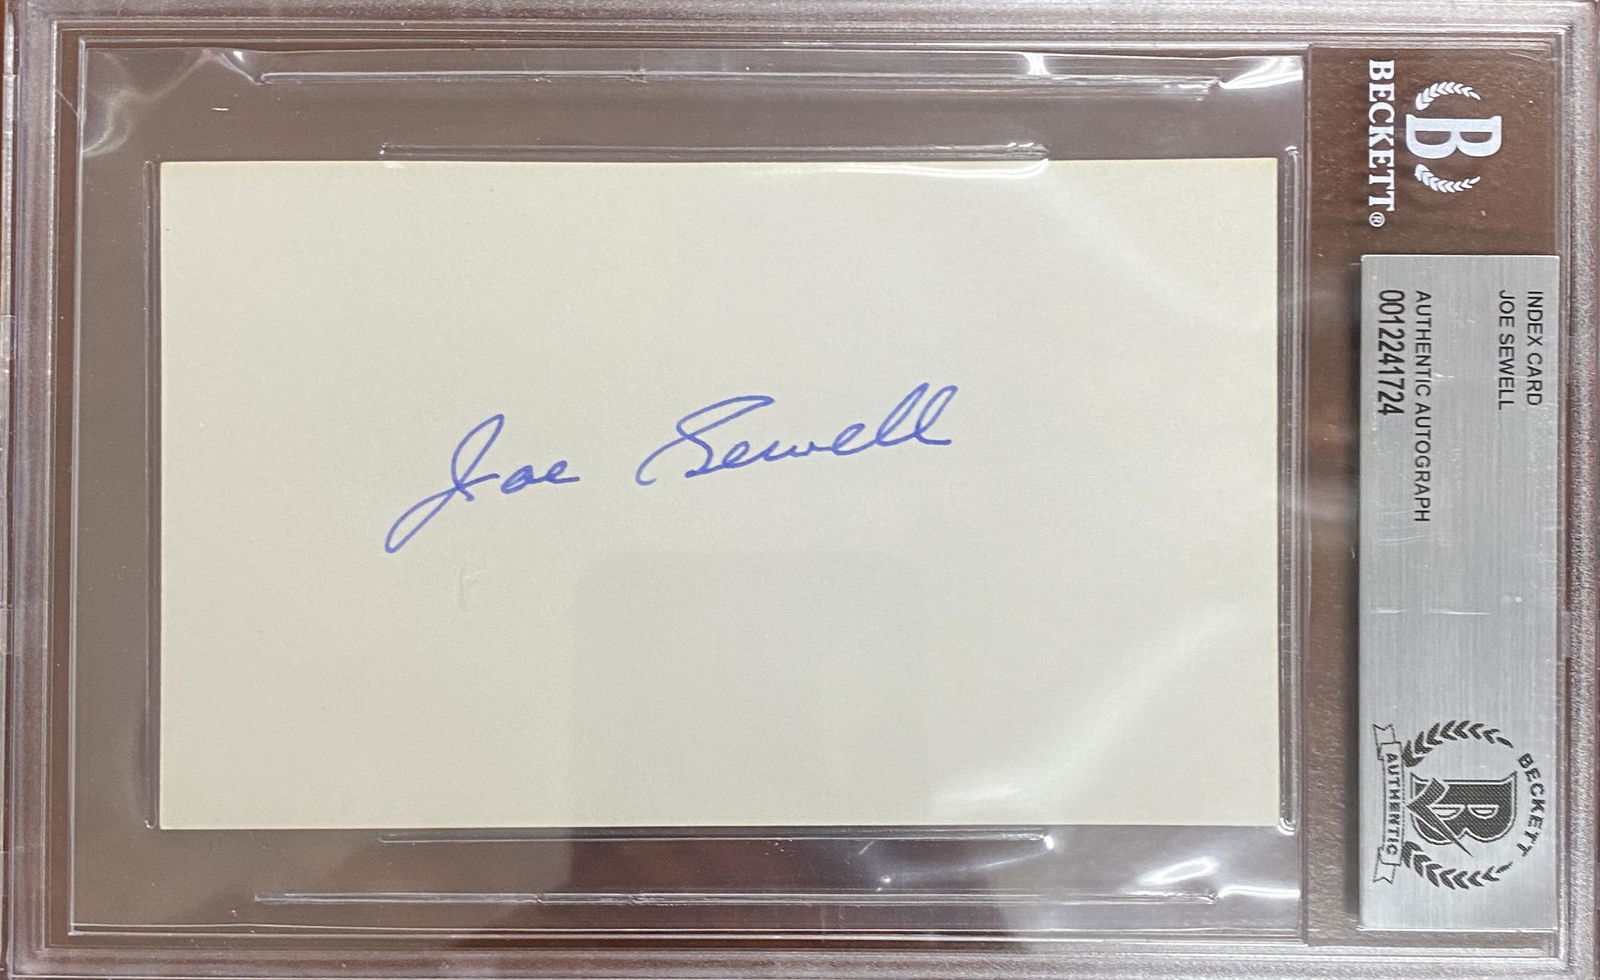 Joe Sewell
B
BECKETT®
INDEX CARD
JOE SEWELL
AUTHENTIC AUTOGRAPH
0012241724
BECKETT
B
AUTHENTIC